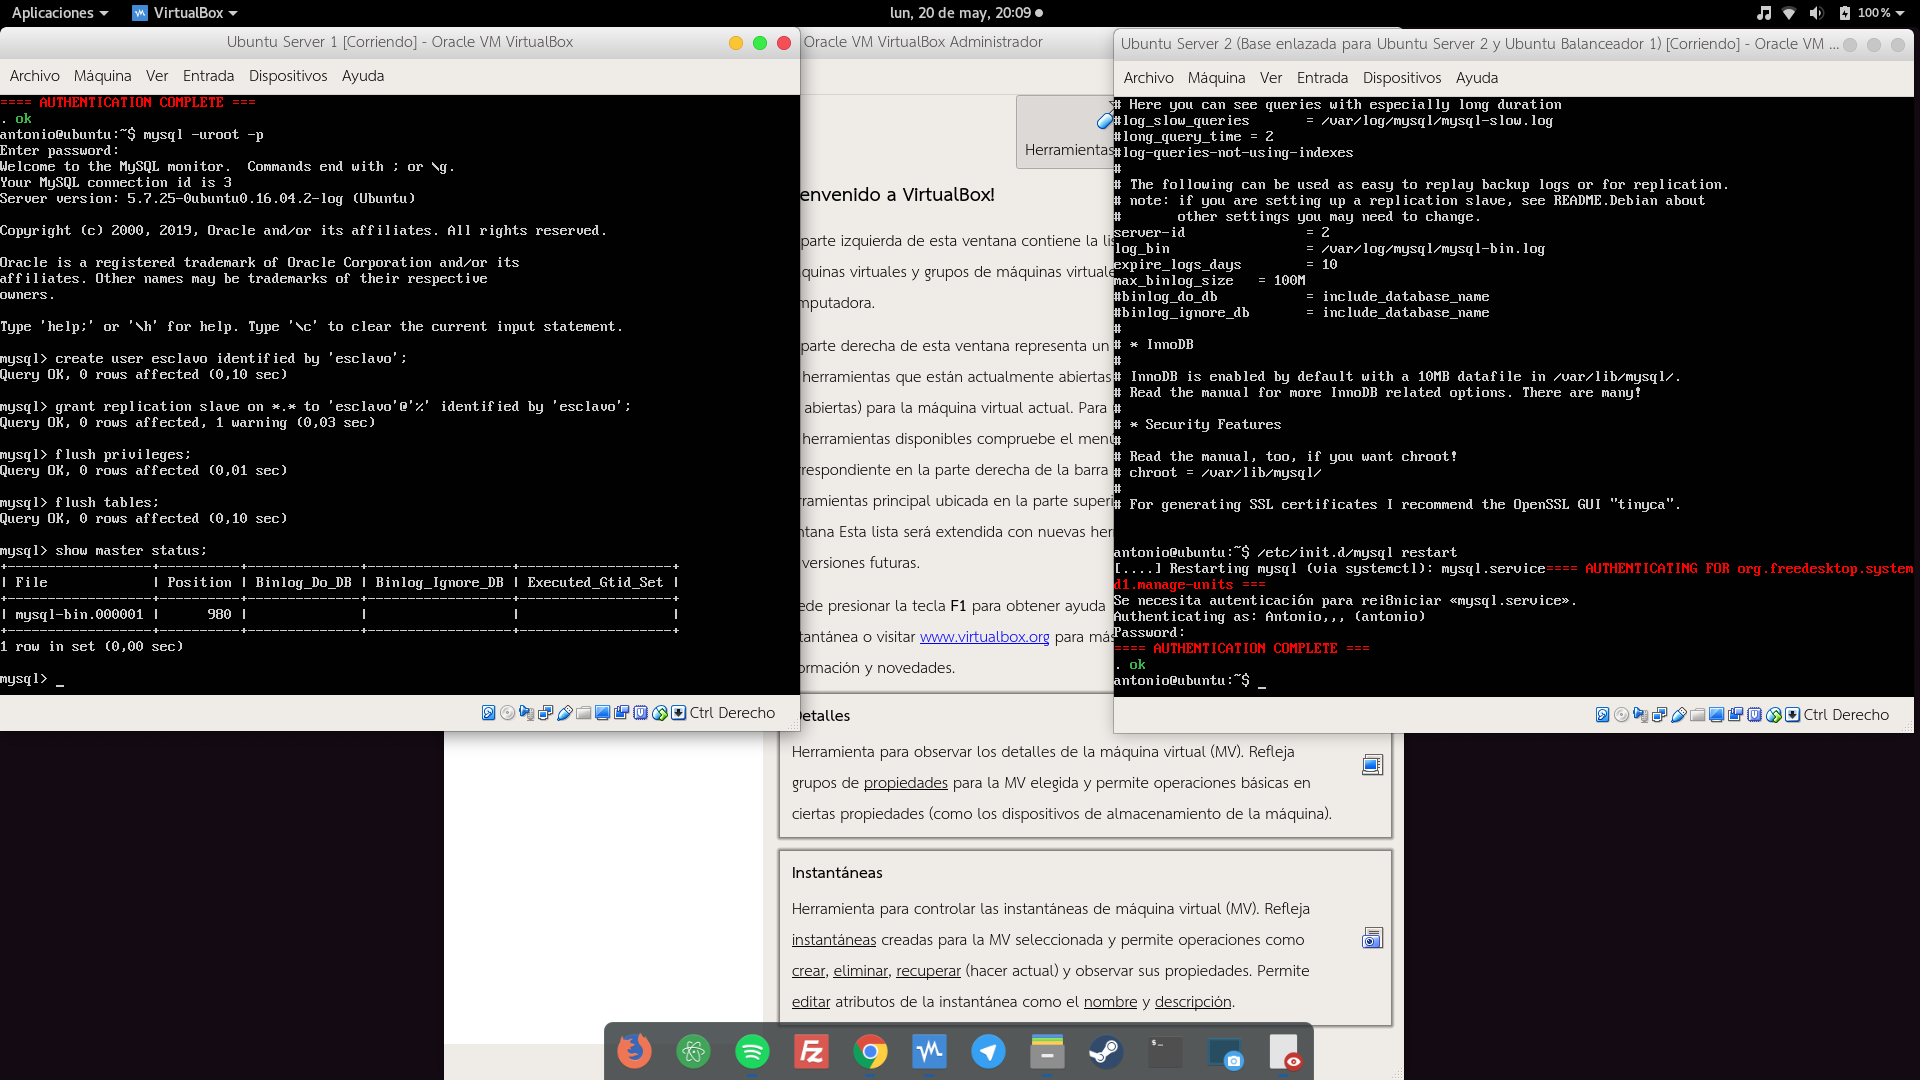 Aplicaciones
VirtualBox
lun, 20 de may, 20:09
100 %
Ubuntu Server 1 [Corriendo] - Oracle VM VirtualBox
Archivo Máquina Ver Entrada Dispositivos Ayuda
==== AUTHENTICATION COMPLETE ===
. ok
antonio@ubuntu:~$ mysql -uroot -p
Enter password:
Welcome to the MySQL monitor.  Commands end with ; or \g.
Your MySQL connection id is 3
Server version: 5.7.25-0ubuntu0.16.04.2-log (Ubuntu)
Copyright (c) 2000, 2019, Oracle and/or its affiliates. All rights reserved.
Oracle is a registered trademark of Oracle Corporation and/or its
affiliates. Other names may be trademarks of their respective
owners.
Type 'help;' or '\h' for help. Type '\c' to clear the current input statement.
mysql> create user esclavo identified by 'esclavo';
Query OK, 0 rows affected (0,10 sec)
mysql> grant replication slave on *.* to 'esclavo'@'%' identified by 'esclavo';
Query OK, 0 rows affected, 1 warning (0,03 sec)
mysql> flush privileges;
Query OK, 0 rows affected (0,01 sec)
mysql> flush tables;
Query OK, 0 rows affected (0,10 sec)
mysql> show master status;
+------------------+----------+--------------+------------------+-------------------+
| File             | Position | Binlog_Do_DB | Binlog_Ignore_DB | Executed_Gtid_Set |
+------------------+----------+--------------+------------------+-------------------+
| mysql-bin.000001 |      980 |              |                  |                   |
+------------------+----------+--------------+------------------+-------------------+
1 row in set (0,00 sec)
mysql> _
Ctrl Derecho
Oracle VM VirtualBox Administrador
Herramientas
envenido a VirtualBox!
parte izquierda de esta ventana contiene la lis
quinas virtuales y grupos de máquinas virtuale
mputadora.
parte derecha de esta ventana representa un
herramientas que están actualmente abiertas
abiertas) para la máquina virtual actual. Para
herramientas disponibles compruebe el menú
rrespondiente en la parte derecha de la barra
rramientas principal ubicada en la parte superi
ntana Esta lista será extendida con nuevas her
versiones futuras.
ede presionar la tecla F1 para obtener ayuda
tantánea o visitar www.virtualbox.org para más
ormación y novedades.
Detalles
Herramienta para observar los detalles de la máquina virtual (MV). Refleja
grupos de propiedades para la MV elegida y permite operaciones básicas en
ciertas propiedades (como los dispositivos de almacenamiento de la máquina).
Instantáneas
Herramienta para controlar las instantáneas de máquina virtual (MV). Refleja
instantáneas creadas para la MV seleccionada y permite operaciones como
crear, eliminar, recuperar (hacer actual) y observar sus propiedades. Permite
editar atributos de la instantánea como el nombre y descripción.
Ubuntu Server 2 (Base enlazada para Ubuntu Server 2 y Ubuntu Balanceador 1) [Corriendo] - Oracle VM ...
Archivo Máquina Ver Entrada Dispositivos Ayuda
# Here you can see queries with especially long duration
#log_slow_queries       = /var/log/mysql/mysql-slow.log
#long_query_time = 2
#log-queries-not-using-indexes
#
# The following can be used as easy to replay backup logs or for replication.
# note: if you are setting up a replication slave, see README.Debian about
#       other settings you may need to change.
server-id               = 2
log_bin                 = /var/log/mysql/mysql-bin.log
expire_logs_days        = 10
max_binlog_size   = 100M
#binlog_do_db           = include_database_name
#binlog_ignore_db       = include_database_name
#
# * InnoDB
#
# InnoDB is enabled by default with a 10MB datafile in /var/lib/mysql/.
# Read the manual for more InnoDB related options. There are many!
#
# * Security Features
#
# Read the manual, too, if you want chroot!
# chroot = /var/lib/mysql/
#
# For generating SSL certificates I recommend the OpenSSL GUI "tinyca".
antonio@ubuntu:~$ /etc/init.d/mysql restart
[....] Restarting mysql (via systemctl): mysql.service==== AUTHENTICATING FOR org.freedesktop.system
d1.manage-units ===
Se necesita autenticación para rei8niciar «mysql.service».
Authenticating as: Antonio,,, (antonio)
Password:
==== AUTHENTICATION COMPLETE ===
. ok
antonio@ubuntu:~$ _
Ctrl Derecho